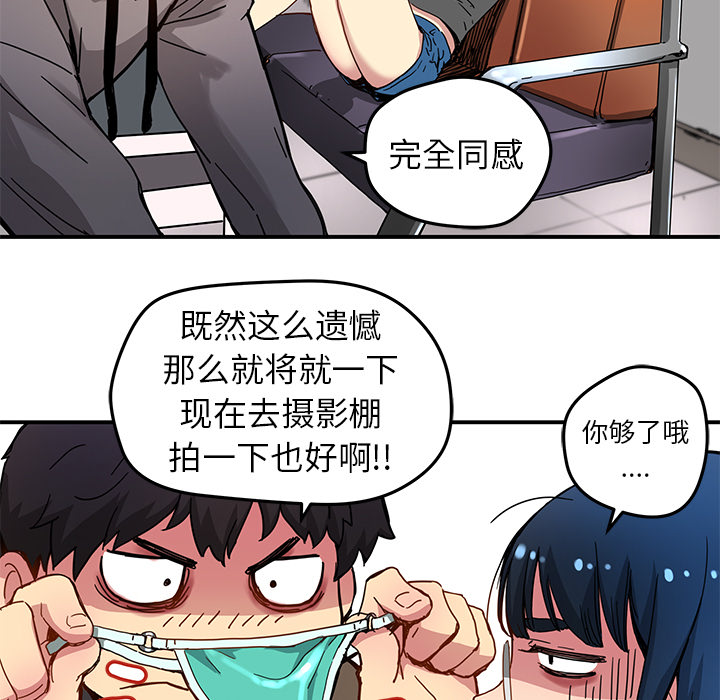 完全同感
既然这么遗憾
那么就将就一下
现在去摄影棚
拍一下也好啊!!
你够了哦
....